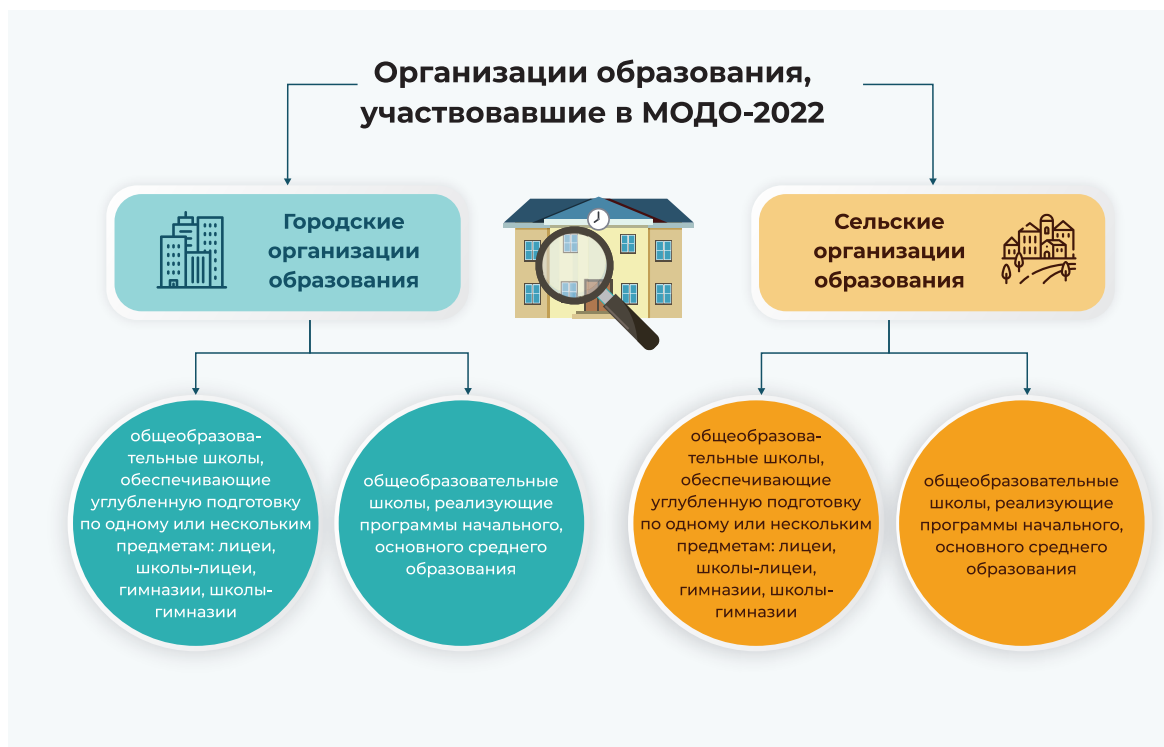 Организации образования,
участвовавшие в МОДО-2022
Городские
организации
образования
Сельские
организации
образования
общеобразова-
тельные школы,
обеспечивающие
углубленную подготовку
по одному или нескольким
предметам: лицеи,
школы-лицеи,
гимназии, школы-
гимназии
общеобразовательные
школы, реализующие
программы начального,
основного среднего
образования
общеобразова-
тельные школы,
обеспечивающие
углубленную подготовку
по одному или нескольким
предметам: лицеи,
школы-лицеи,
гимназии, школы-
гимназии
общеобразовательные
школы, реализующие
программы начального,
основного среднего
образования